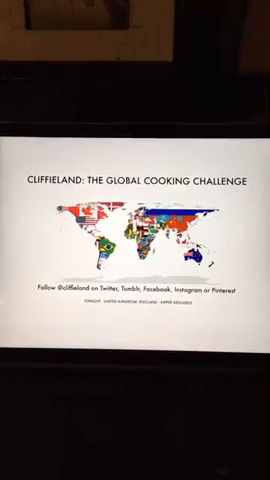 CLIFFIELAND: THE GLOBAL COOKING CHALLENGE
Follow @cliffieland on Twitter, Tumblr, Facebook, Instagram or Pinterest
TONIGHT: UNITED KINGDOM: ENGLAND: KIPPER KEDGEREE